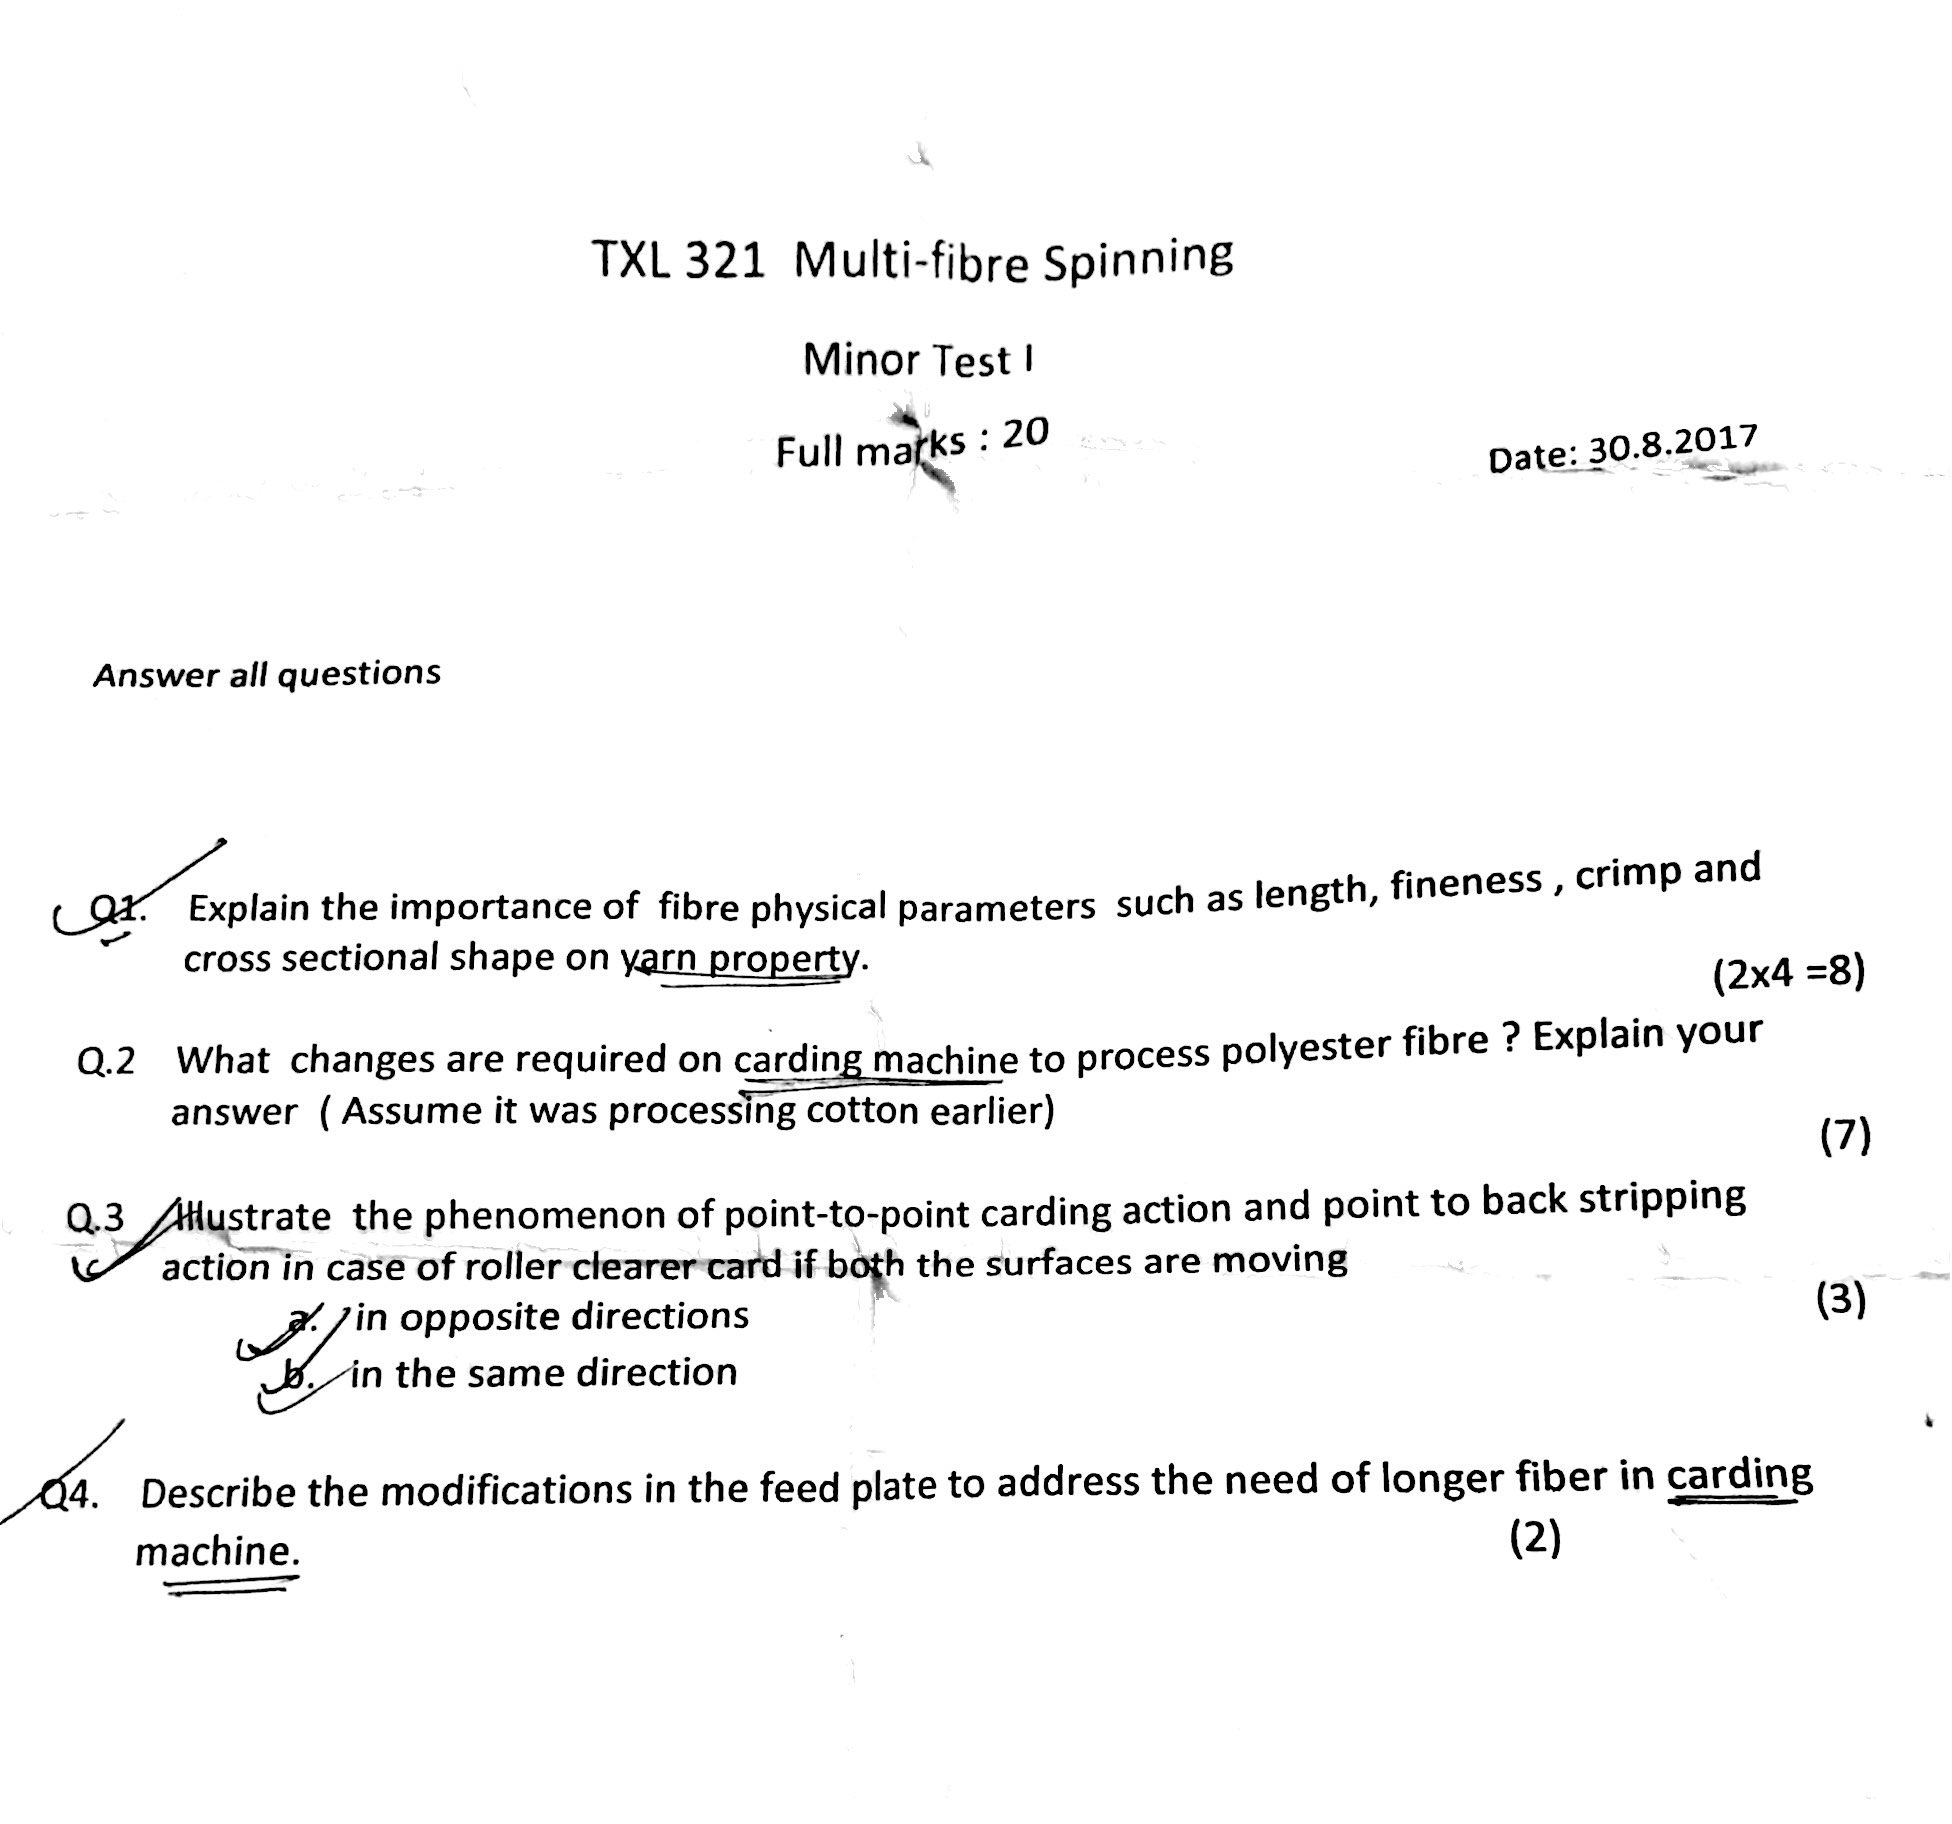 TXL 321 Multi-fibre Spinning
Minor Test I
Full marks : 20
Date: 30.8.2017
Answer all questions
Q1. Explain the importance of fibre physical parameters such as length, fineness , crimp and
cross sectional shape on yarn property.
(2x4 =8)
Q.2 What changes are required on carding machine to process polyester fibre ? Explain your
answer ( Assume it was processing cotton earlier)
(7)
Q.3 Illustrate the phenomenon of point-to-point carding action and point to back stripping
action in case of roller clearer card if both the surfaces are moving
(3)
a. in opposite directions
b. in the same direction
Q4. Describe the modifications in the feed plate to address the need of longer fiber in carding
machine.
(2)